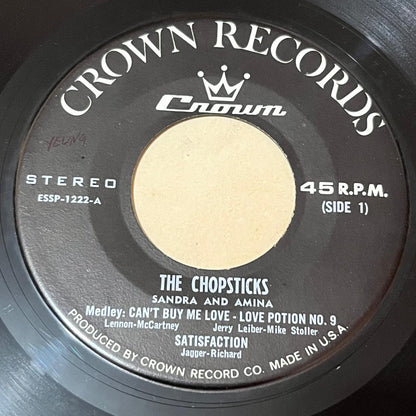 CROWN RECORDS
Crown
YEUNG
STEREO
ESSP-1222-A
45 R.P.M.
(SIDE 1)
THE CHOPSTICKS
SANDRA AND AMINA
Medley: CAN'T BUY ME LOVE - LOVE POTION NO. 9
Lennon-McCartney Jerry Leiber-Mike Stoller
SATISFACTION
Jagger-Richard
PRODUCED BY CROWN RECORD CO. MADE IN U.S.A.